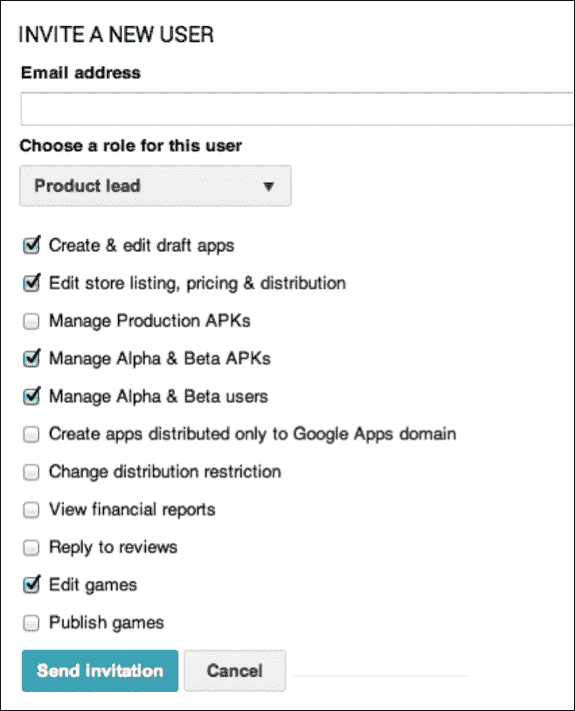 INVITE A NEW USER
Email address
Choose a role for this user
Product lead
Create & edit draft apps
Edit store listing, pricing & distribution
Manage Production APKs
Manage Alpha & Beta APKs
Manage Alpha & Beta users
Create apps distributed only to Google Apps domain
Change distribution restriction
View financial reports
Reply to reviews
Edit games
Publish games
Send invitation Cancel